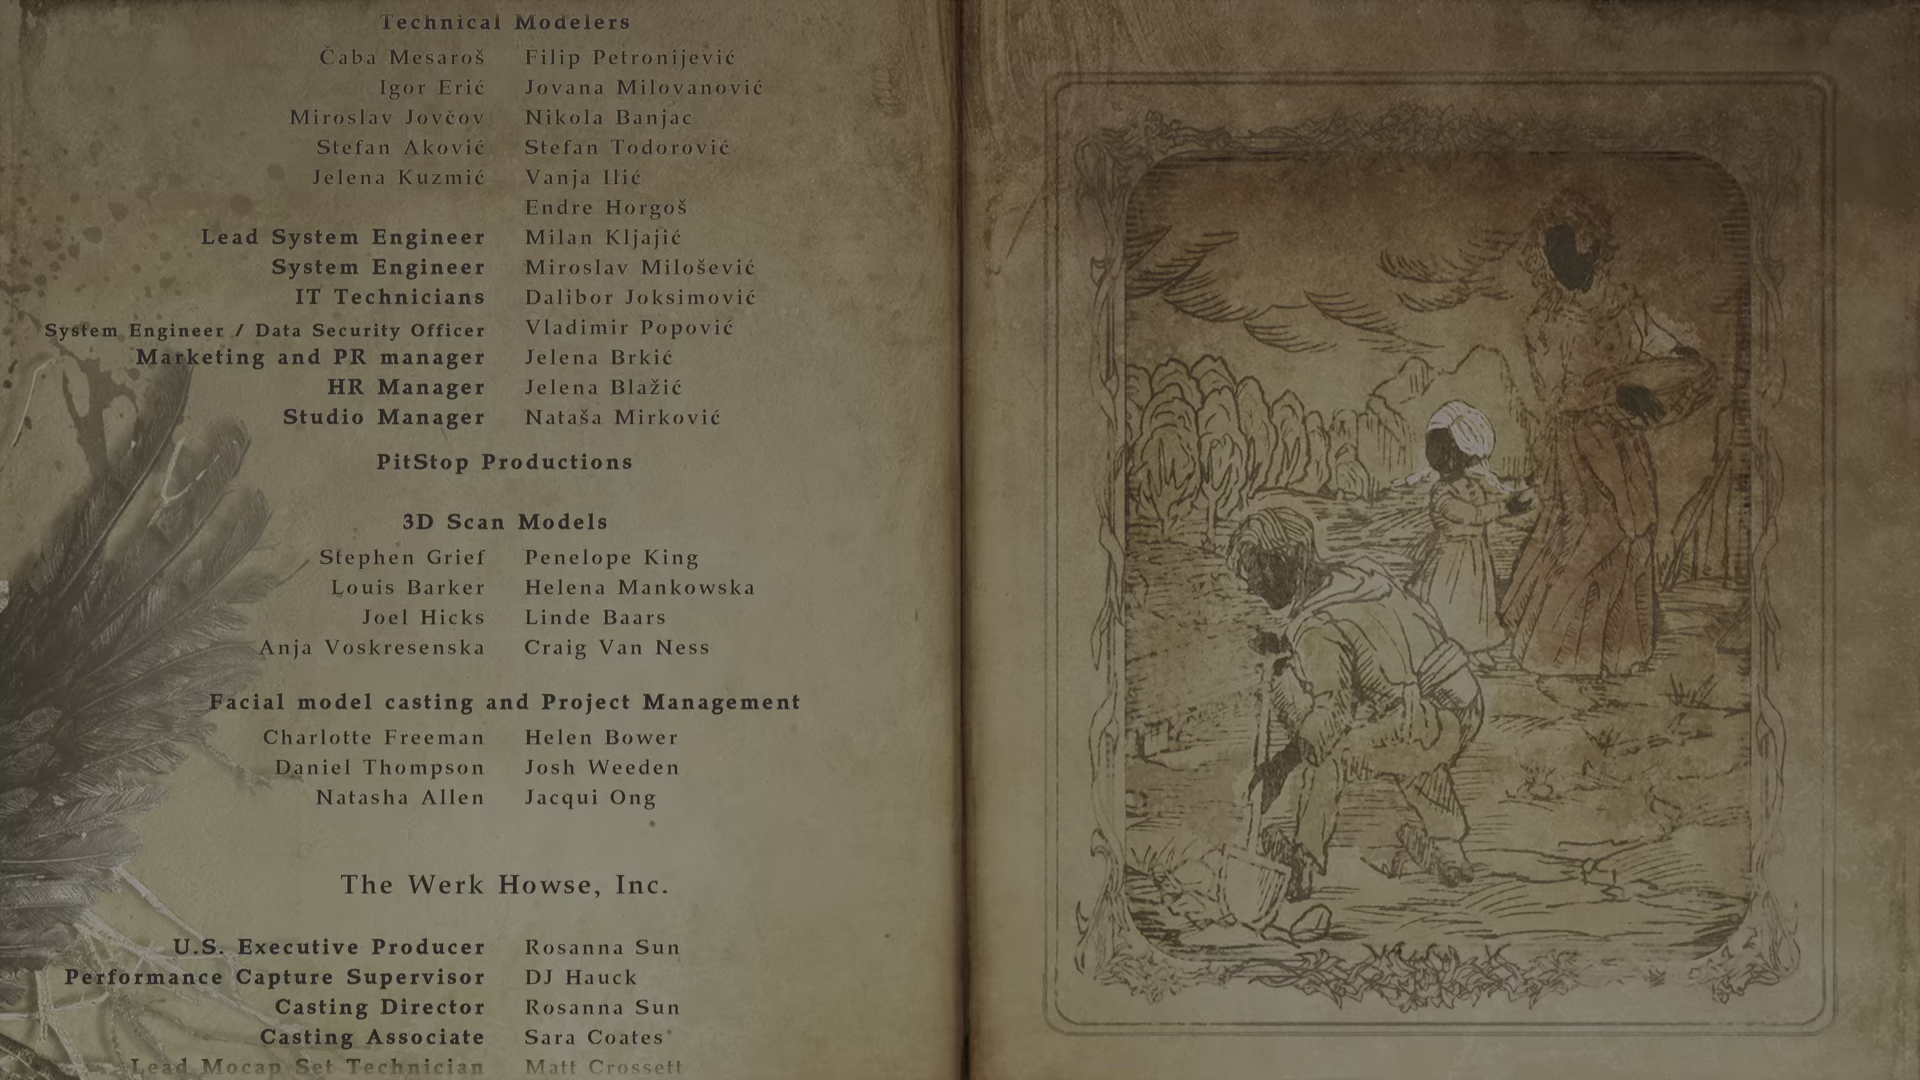 Technical Modelers
Čaba Mesaroš Filip Petronijević
Igor Erić Jovana Milovanović
Miroslav Jovčov Nikola Banjac
Stefan Aković Stefan Todorović
Jelena Kuzmić Vanja Ilić
Endre Horgoš
Lead System Engineer Milan Kljajić
System Engineer Miroslav Milošević
IT Technicians Dalibor Joksimović
System Engineer / Data Security Officer Vladimir Popović
Marketing and PR manager Jelena Brkić
HR Manager Jelena Blažić
Studio Manager Nataša Mirković
PitStop Productions
3D Scan Models
Stephen Grief Penelope King
Louis Barker Helena Mankowska
Joel Hicks Linde Baars
Anja Voskresenska Craig Van Ness
Facial model casting and Project Management
Charlotte Freeman Helen Bower
Daniel Thompson Josh Weeden
Natasha Allen Jacqui Ong
The Werk Howse, Inc.
U.S. Executive Producer Rosanna Sun
Performance Capture Supervisor DJ Hauck
Casting Director Rosanna Sun
Casting Associate Sara Coates
Lead Mocap Set Technician Matt Crossett